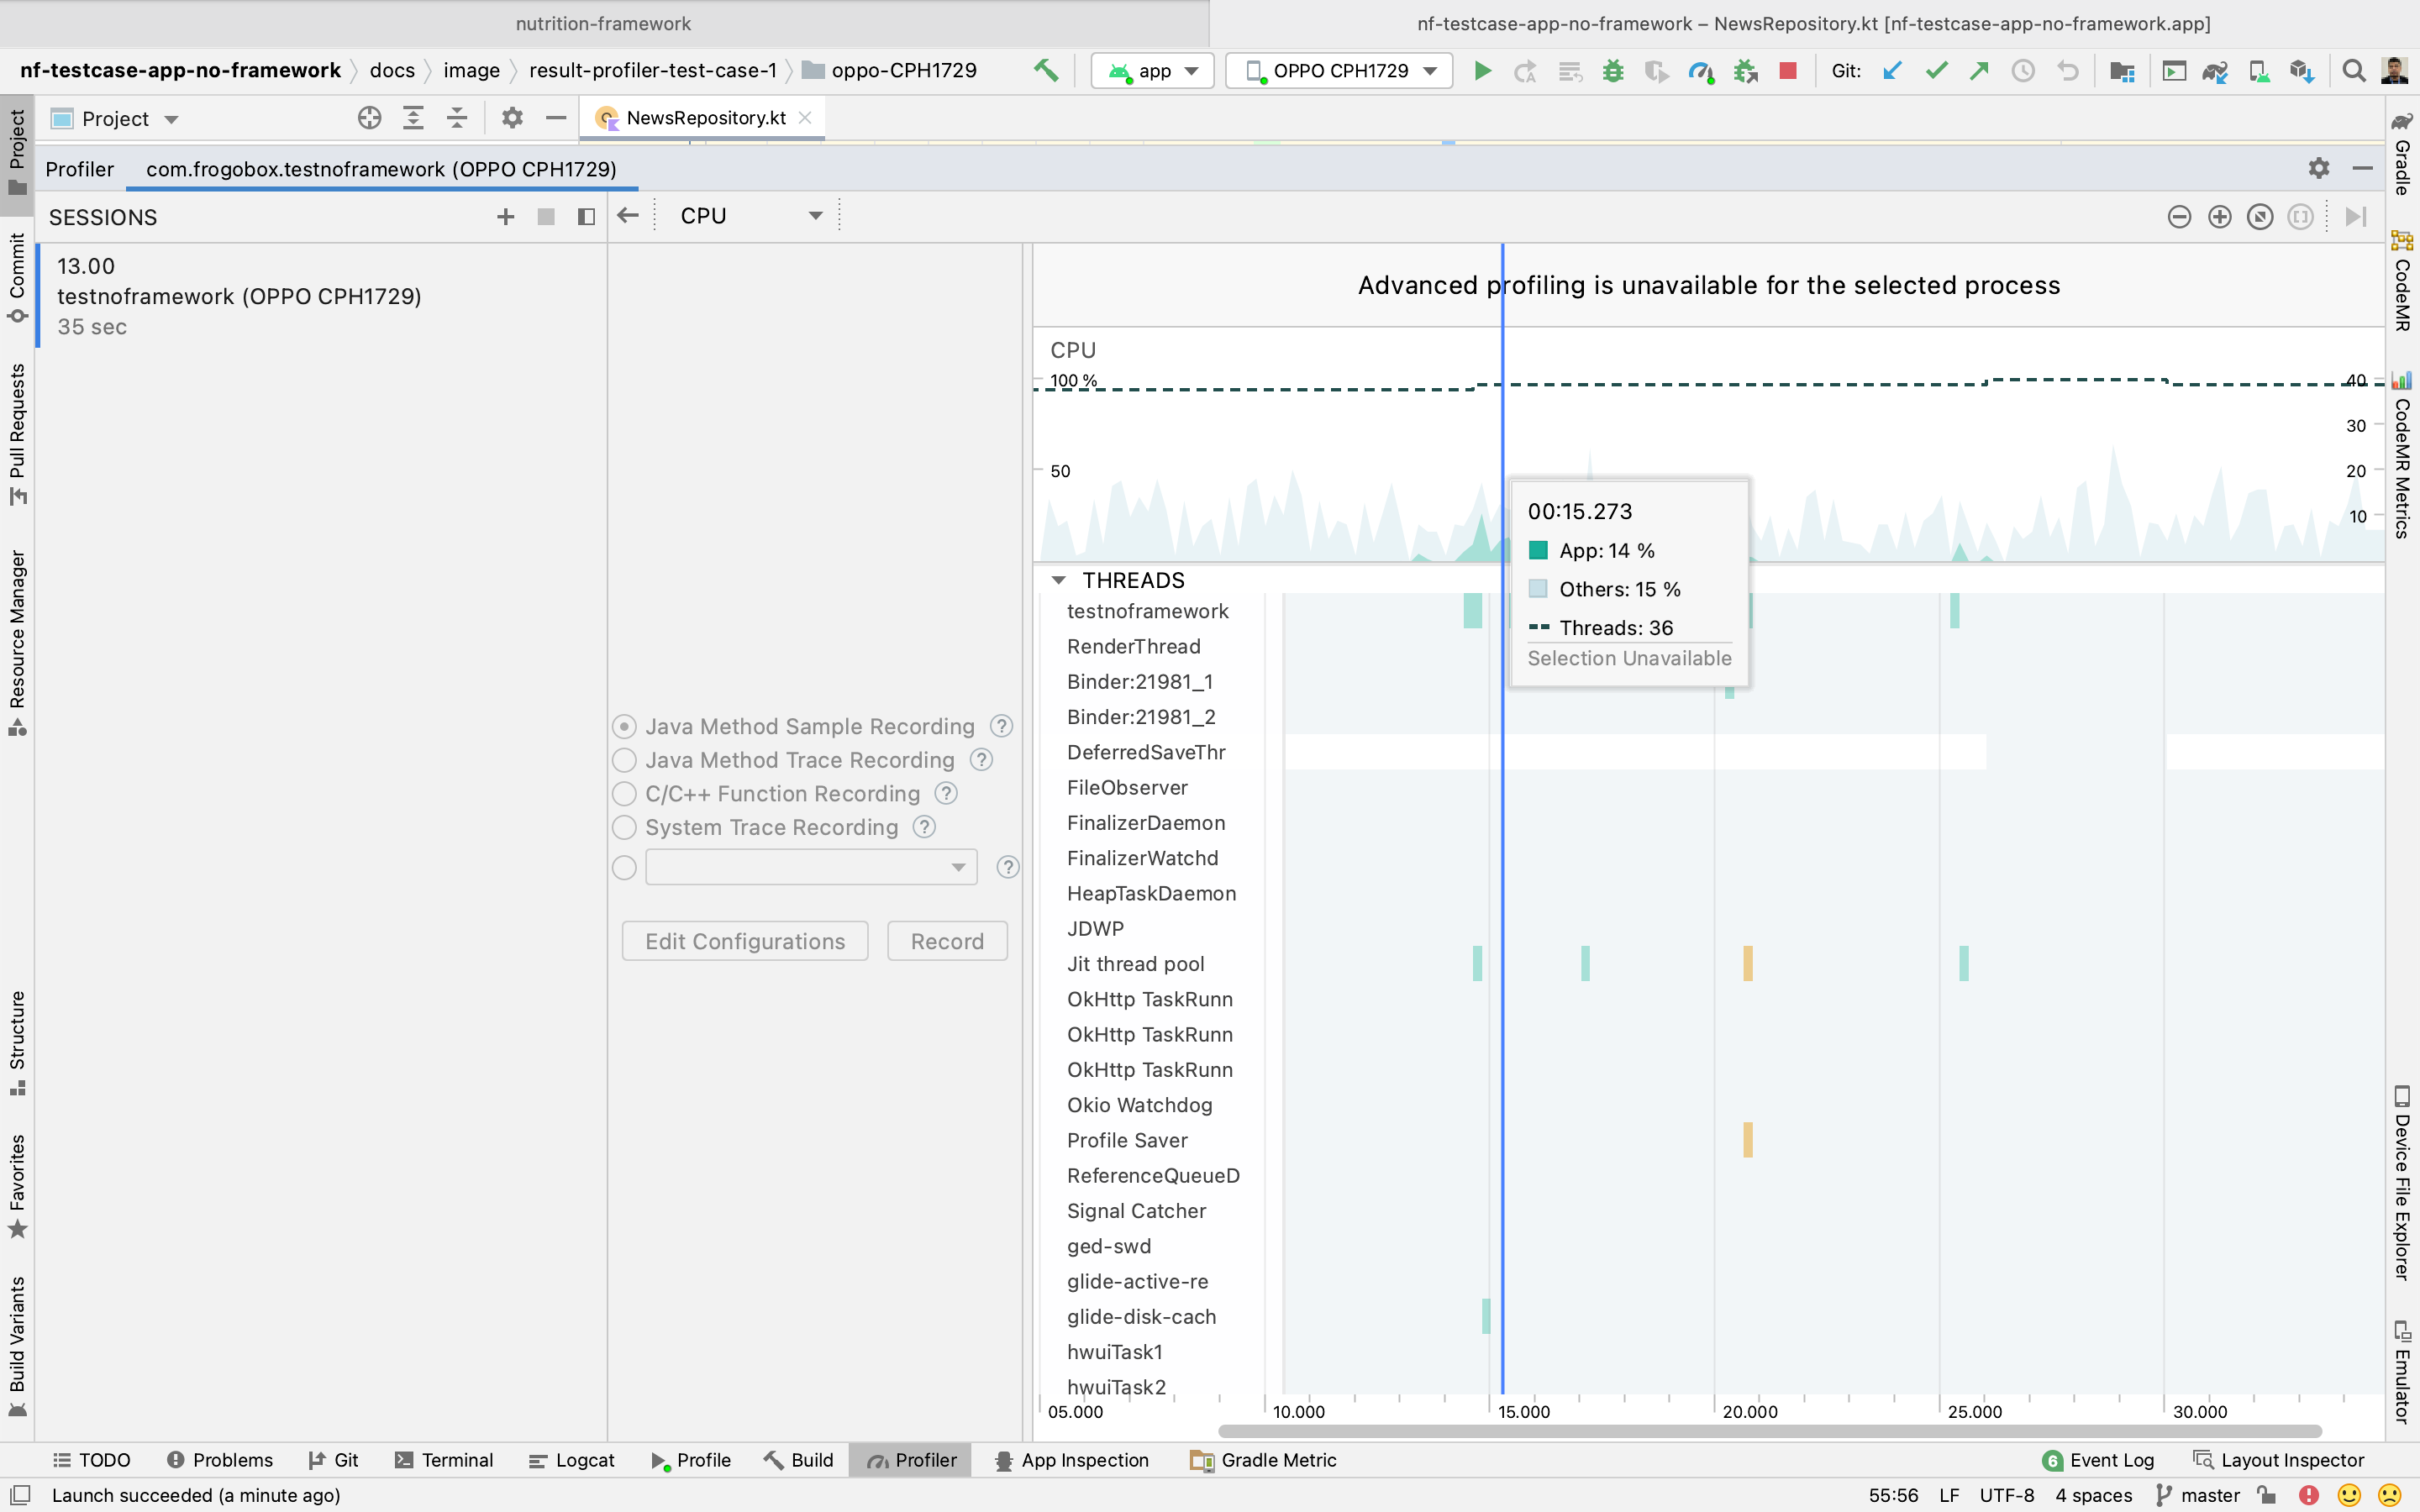 nutrition-framework
nf-testcase-app-no-framework – NewsRepository.kt [nf-testcase-app-no-framework.app]
nf-testcase-app-no-framework docs image result-profiler-test-case-1 oppo-CPH1729
app
OPPO CPH1729
Git:
Project
NewsRepository.kt
Profiler
com.frogobox.testnoframework (OPPO CPH1729)
SESSIONS
CPU
13.00
testnoframework (OPPO CPH1729)
35 sec
Advanced profiling is unavailable for the selected process
CPU
100 %
50
40
30
20
10
00:15.273
App: 14 %
Others: 15 %
Threads: 36
Selection Unavailable
THREADS
testnoframework
RenderThread
Binder:21981_1
Binder:21981_2
DeferredSaveThr
FileObserver
FinalizerDaemon
FinalizerWatchd
HeapTaskDaemon
JDWP
Jit thread pool
OkHttp TaskRunn
OkHttp TaskRunn
OkHttp TaskRunn
Okio Watchdog
Profile Saver
ReferenceQueueD
Signal Catcher
ged-swd
glide-active-re
glide-disk-cach
hwuiTask1
hwuiTask2
05.000
10.000
15.000
20.000
25.000
30.000
Java Method Sample Recording ?
Java Method Trace Recording ?
C/C++ Function Recording ?
System Trace Recording ?
?
Edit Configurations
Record
Project
Commit
Pull Requests
Resource Manager
Structure
Favorites
Build Variants
Gradle
CodeMR
CodeMR Metrics
Device File Explorer
Emulator
TODO
Problems
Git
Terminal
Logcat
Profile
Build
Profiler
App Inspection
Gradle Metric
6 Event Log
Layout Inspector
Launch succeeded (a minute ago)
55:56 LF UTF-8 4 spaces master